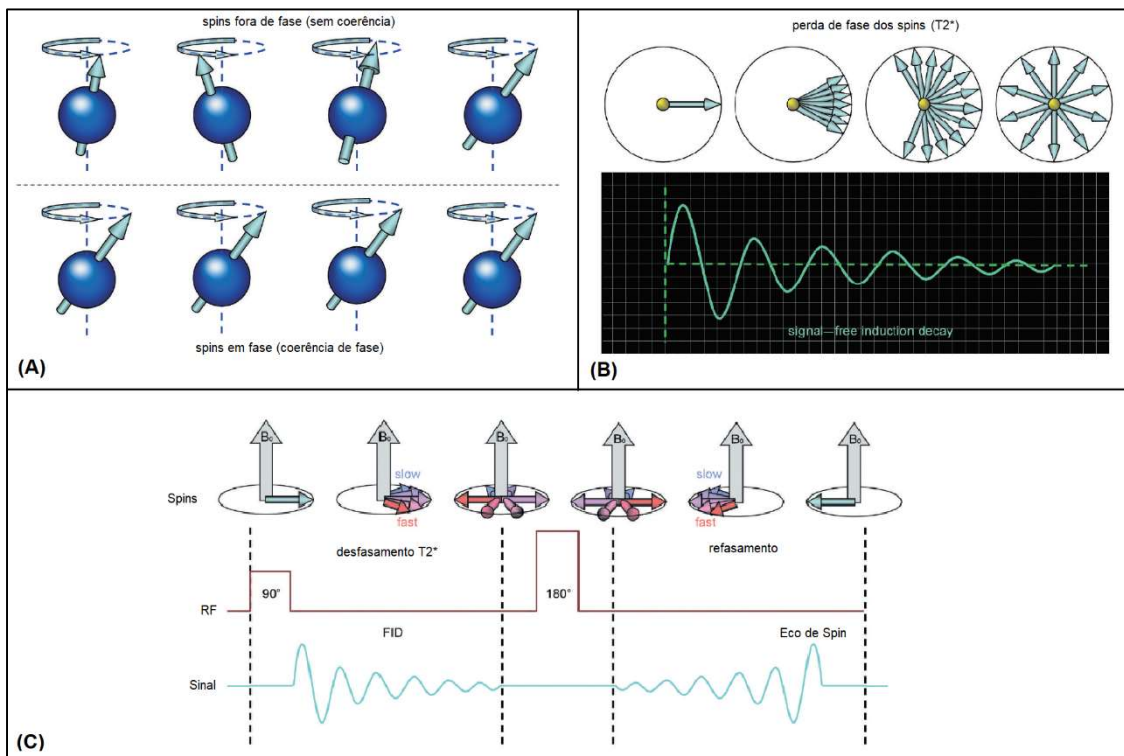 spins fora de fase (sem coerência)
spins em fase (coerência de fase)
(A)
perda de fase dos spins (T2*)
signal—free induction decay
(B)
B₀ B₀ B₀ B₀ B₀ B₀
slow slow
Spins
fast fast
desfasamento T2* refasamento
90° 180°
RF
FID Eco de Spin
Sinal
(C)